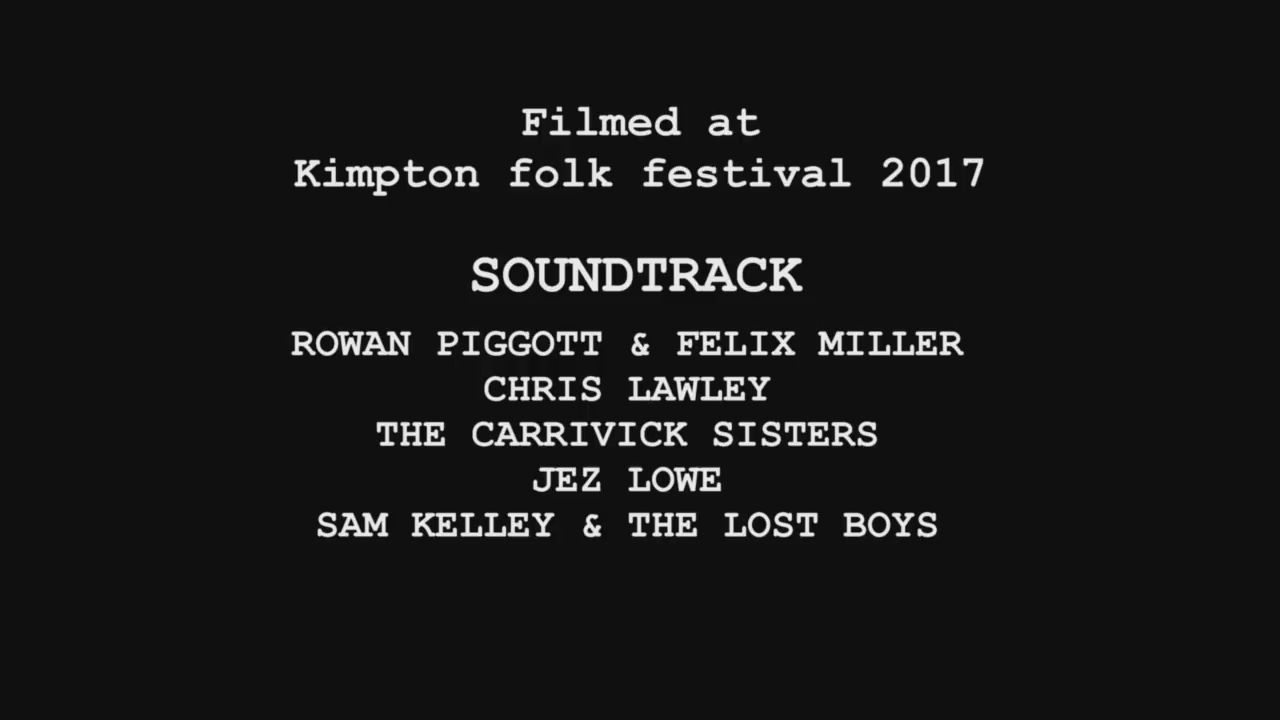 Filmed at
Kimpton folk festival 2017
SOUNDTRACK
ROWAN PIGGOTT & FELIX MILLER
CHRIS LAWLEY
THE CARRIVICK SISTERS
JEZ LOWE
SAM KELLEY & THE LOST BOYS